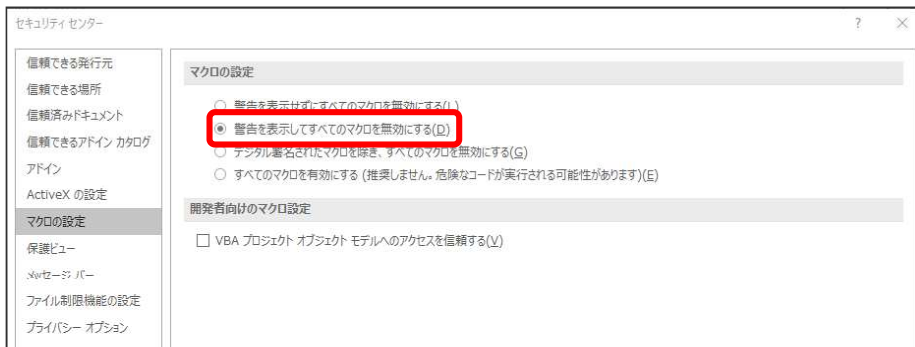 セキュリティ センター
? ×
信頼できる発行元
信頼できる場所
信頼済みドキュメント
信頼できるアドイン カタログ
アドイン
ActiveX の設定
マクロの設定
保護ビュー
メッセージ バー
ファイル制限機能の設定
プライバシー オプション
マクロの設定
警告を表示せずにすべてのマクロを無効にする(L)
警告を表示してすべてのマクロを無効にする(D)
デジタル署名されたマクロを除き、すべてのマクロを無効にする(G)
すべてのマクロを有効にする (推奨しません。危険なコードが実行される可能性があります)(E)
開発者向けのマクロ設定
VBA プロジェクト オブジェクト モデルへのアクセスを信頼する(V)